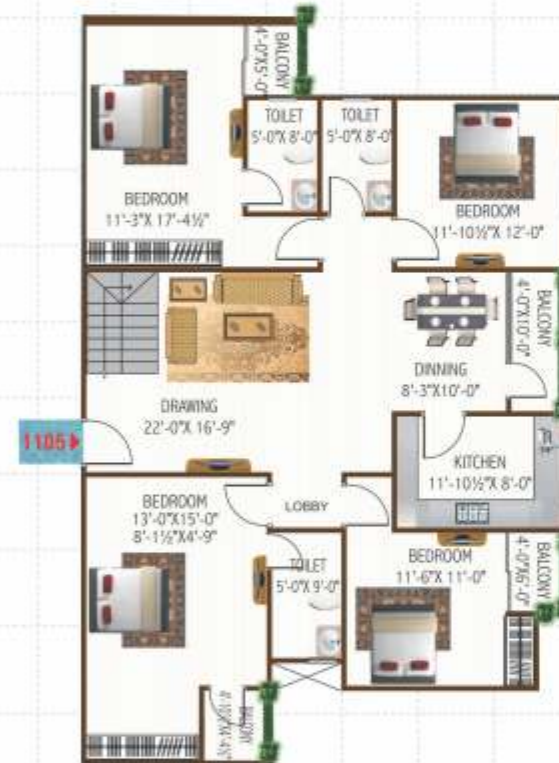 BALCONY
4'-0"X5'-0"
TOILET
5'-0"X 8'-0"
TOILET
5'-0"X 8'-0"
BEDROOM
11'-3"X 17'-4½"
BEDROOM
11'-10½"X 12'-0"
BALCONY
4'-0"X10'-0"
DINNING
8'-3"X10'-0"
DRAWING
22'-0"X 16'-9"
1105
KITCHEN
11'-10½"X 8'-0"
BEDROOM
13'-0"X15'-0"
8'-1½"X4'-9"
LOBBY
TOILET
5'-0"X 9'-0"
BEDROOM
11'-6"X 11'-0"
BALCONY
4'-0"X6'-0"
BALCONY